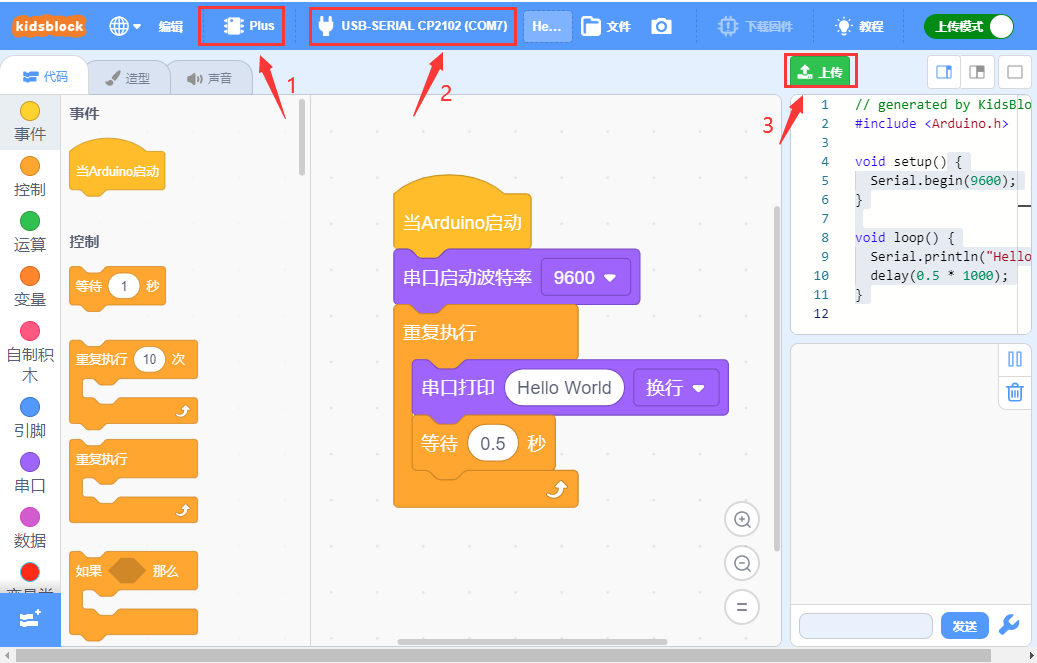 kidsblock
编辑
Plus
USB-SERIAL CP2102 (COM7)
He...
文件
下载固件
教程
上传模式
1
2
3
代码
造型
声音
上传
事件
控制
运算
变量
自制积
木
引脚
串口
数据
事件
当Arduino启动
控制
等待 1 秒
重复执行 10 次
重复执行
如果 那么
当Arduino启动
串口启动波特率 9600
重复执行
串口打印 Hello World 换行
等待 0.5 秒
1 // generated by KidsBlo
2 #include <Arduino.h>
3
4 void setup() {
5 Serial.begin(9600);
6 }
7
8 void loop() {
9 Serial.println("Hello
10 delay(0.5 * 1000);
11 }
12
发送